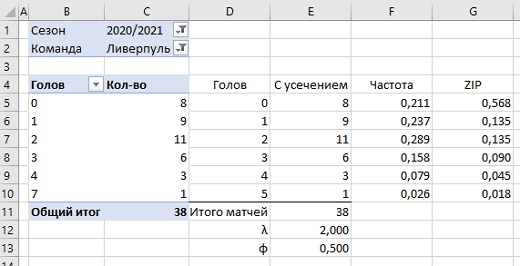 A B C D E F G
1 Сезон 2020/2021
2 Команда Ливерпуль
3
4 Голов Кол-во Голов С усечением Частота ZIP
5 0 8 0 8 0,211 0,568
6 1 9 1 9 0,237 0,135
7 2 11 2 11 0,289 0,135
8 3 6 3 6 0,158 0,090
9 4 3 4 3 0,079 0,045
10 7 1 5 1 0,026 0,018
11 Общий итог 38 Итого матчей 38
12 λ 2,000
13 φ 0,500
14